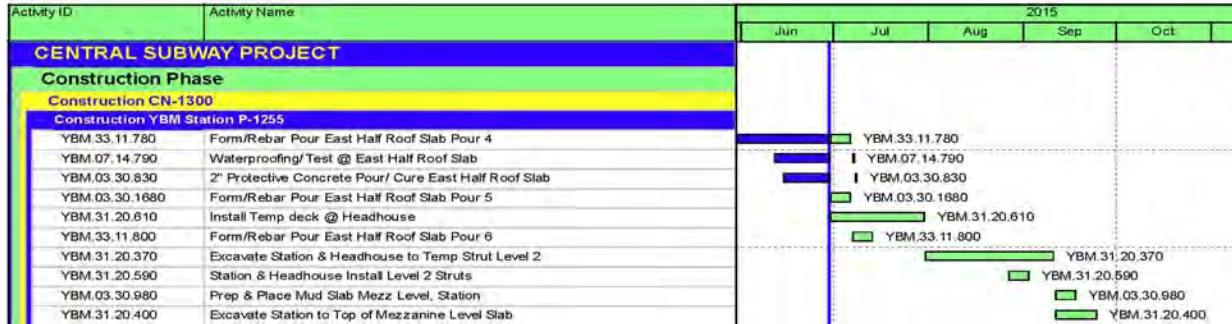 Activity ID Activity Name 2015
Jun Jul Aug Sep Oct
CENTRAL SUBWAY PROJECT
Construction Phase
Construction CN-1300
Construction YBM Station P-1255
YBM.33.11.780 Form/Rebar Pour East Half Roof Slab Pour 4 YBM.33.11.780
YBM.07.14.790 Waterproofing/ Test @ East Half Roof Slab YBM.07.14.790
YBM.03.30.830 2" Protective Concrete Pour/ Cure East Half Roof Slab YBM.03.30.830
YBM.03.30.1680 Form/Rebar Pour East Half Roof Slab Pour 5 YBM.03.30.1680
YBM.31.20.610 Install Temp deck @ Headhouse YBM.31.20.610
YBM.33.11.800 Form/Rebar Pour East Half Roof Slab Pour 6 YBM.33.11.800
YBM.31.20.370 Excavate Station & Headhouse to Temp Strut Level 2 YBM.31.20.370
YBM.31.20.590 Station & Headhouse Install Level 2 Struts YBM.31.20.590
YBM.03.30.980 Prep & Place Mud Slab Mezz Level, Station YBM.03.30.980
YBM.31.20.400 Excavate Station to Top of Mezzanine Level Slab YBM.31.20.400